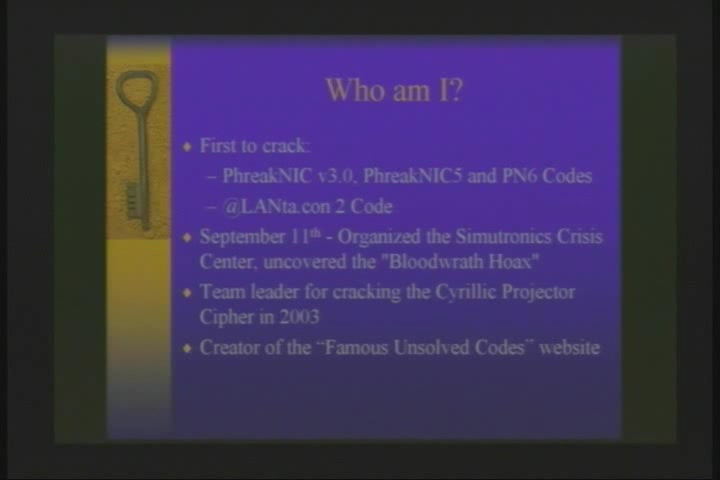 Who am I?
First to crack:
– PhreakNIC v3.0, PhreakNIC5 and PN6 Codes
– @LANta.con 2 Code
September 11th - Organized the Simutronics Crisis
Center, uncovered the "Bloodwrath Hoax"
Team leader for cracking the Cyrillic Projector
Cipher in 2003
Creator of the “Famous Unsolved Codes” website